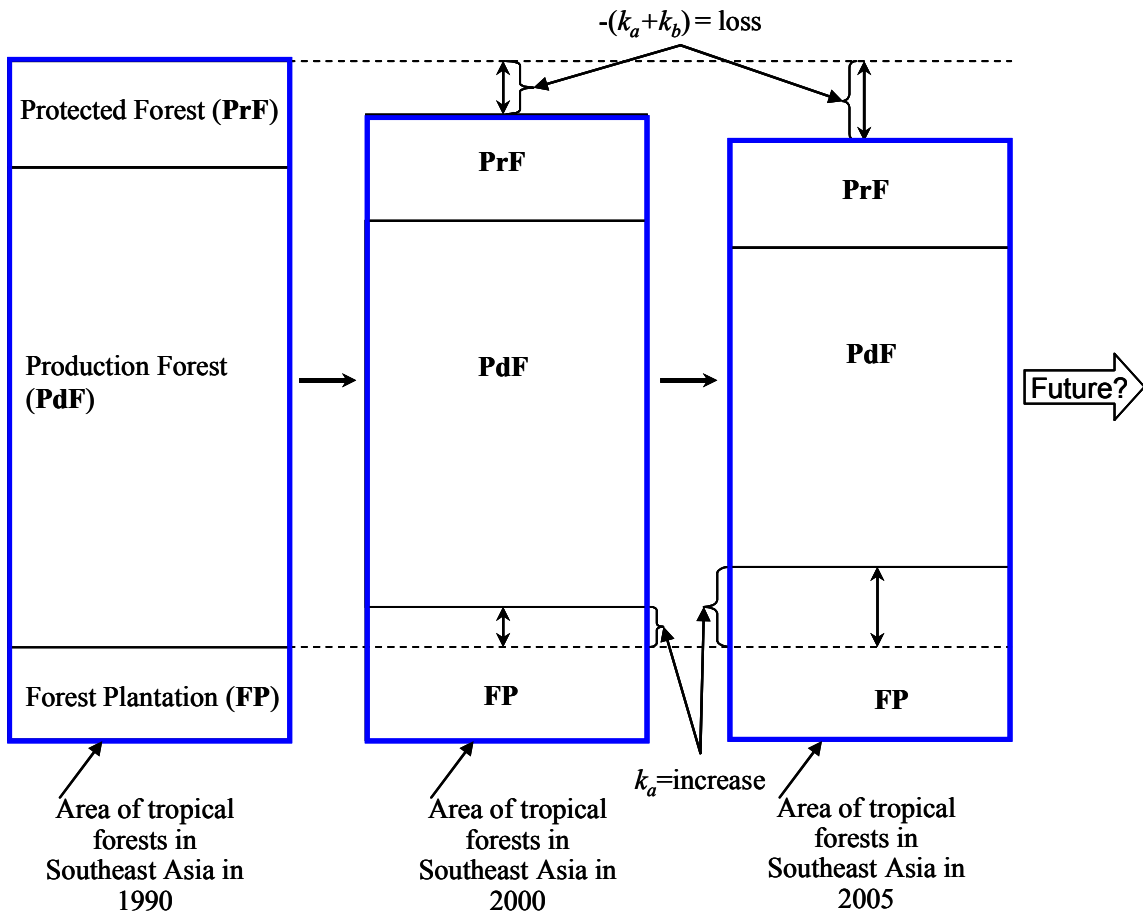 -(ka+kb) = loss
Protected Forest (PrF)
PrF
PrF
Production Forest
(PdF)
PdF
PdF
Future?
Forest Plantation (FP)
FP
FP
ka=increase
Area of tropical
forests in
Southeast Asia in
1990
Area of tropical
forests in
Southeast Asia in
2000
Area of tropical
forests in
Southeast Asia in
2005